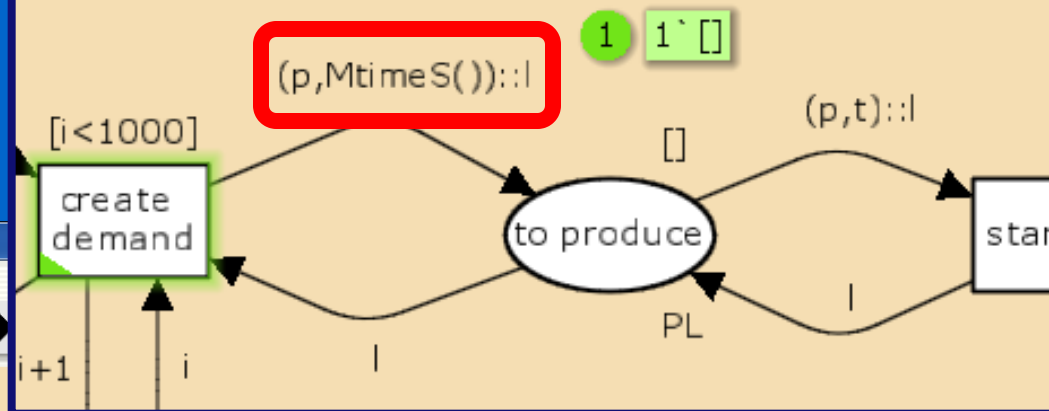 1 1`[]
(p,MtimeS())::l
(p,t)::l
[i<1000]
[]
create
demand
to produce
star
l
PL
i+1
i
l